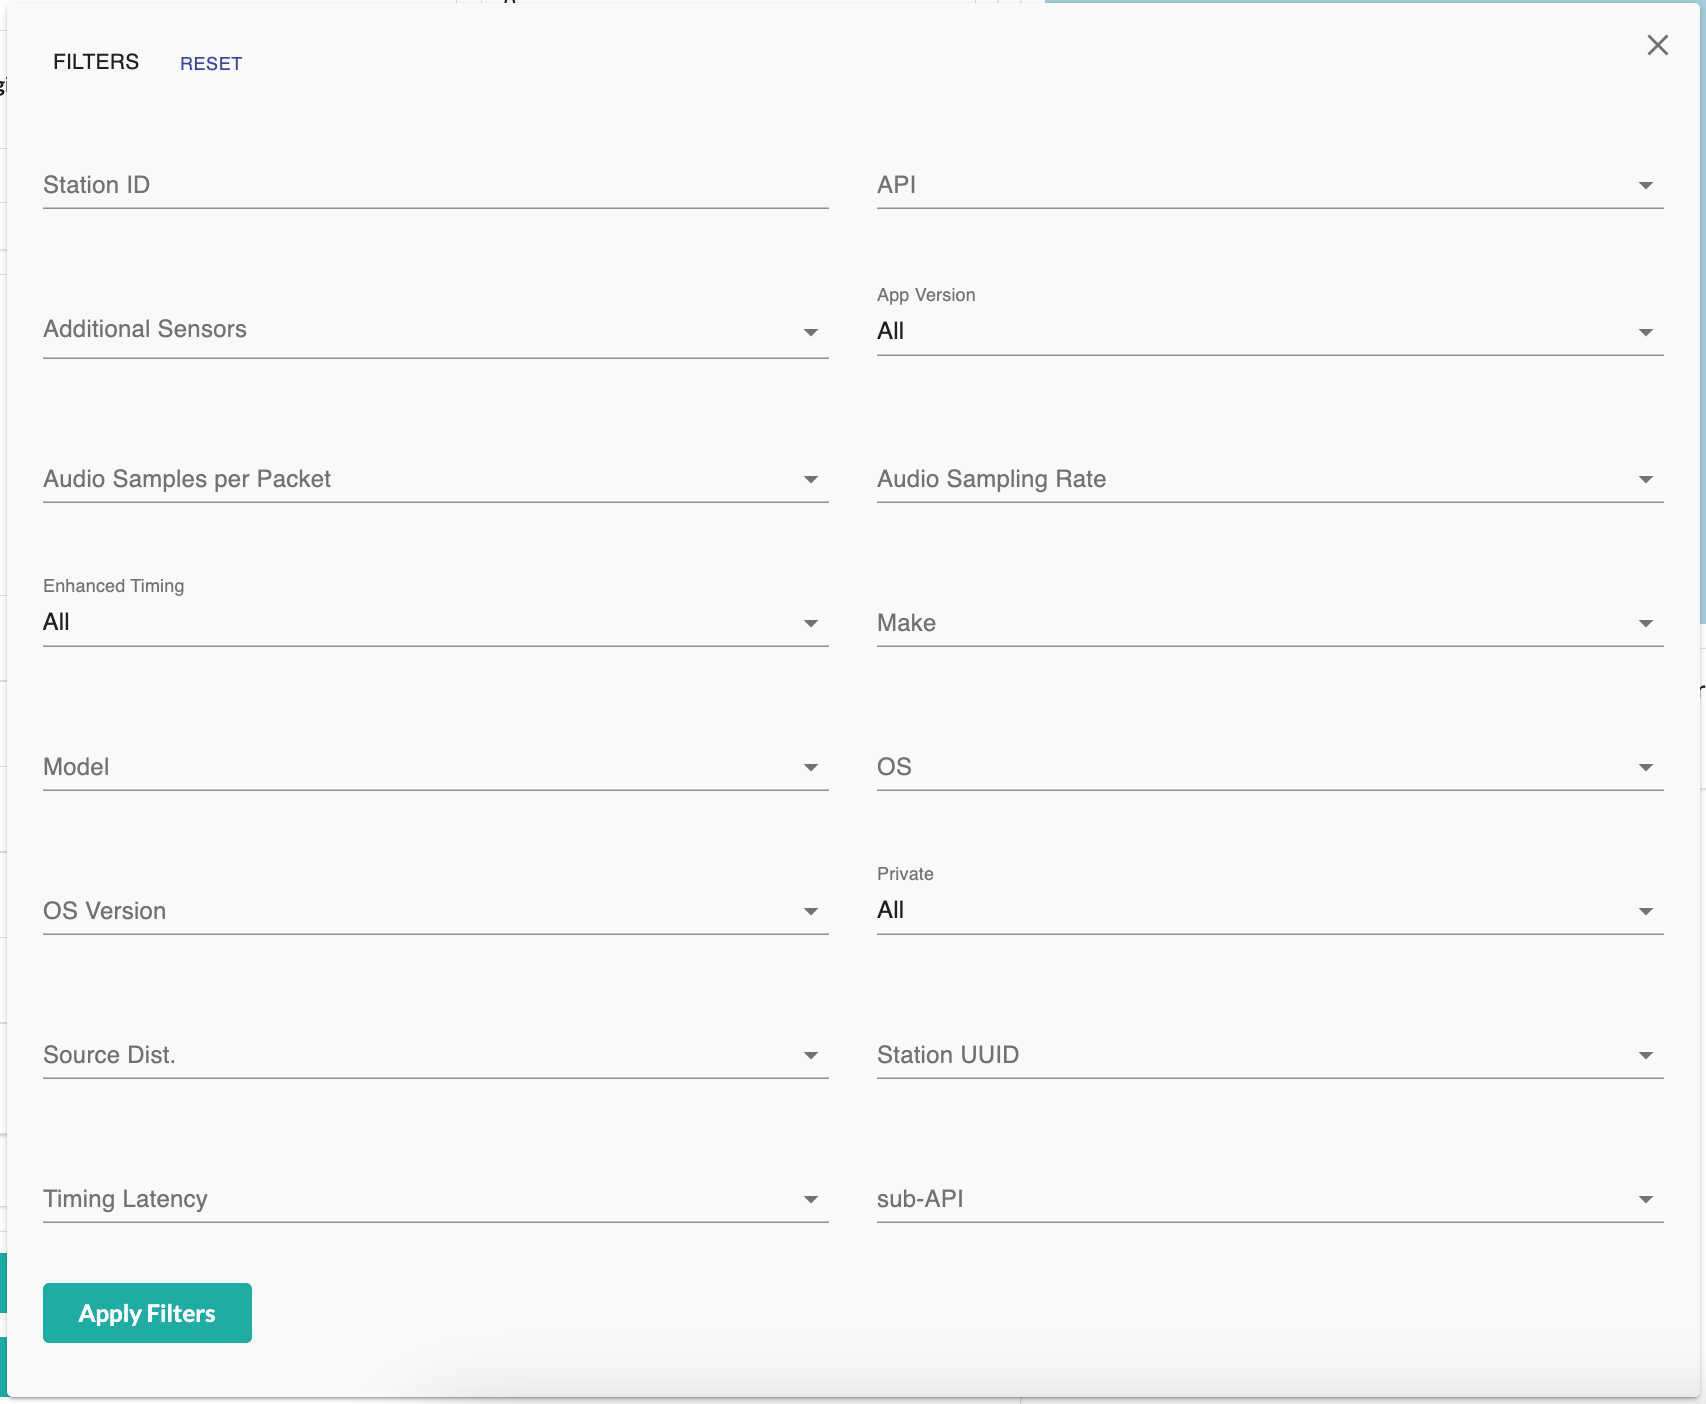 FILTERS RESET
Station ID
API
Additional Sensors
App Version
All
Audio Samples per Packet
Audio Sampling Rate
Enhanced Timing
All
Make
Model
OS
OS Version
Private
All
Source Dist.
Station UUID
Timing Latency
sub-API
Apply Filters